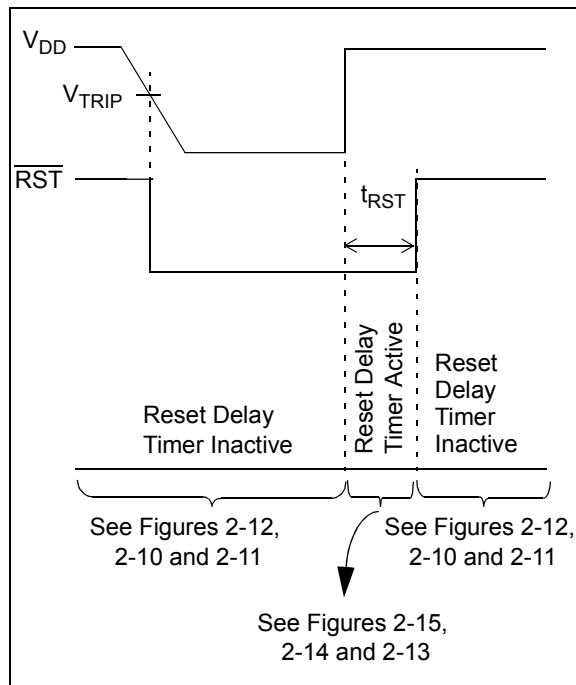 VDD
VTRIP
RST
tRST
Reset Delay
Timer Inactive
Reset Delay
Timer Active
Reset
Delay
Timer
Inactive
See Figures 2-12,
2-10 and 2-11
See Figures 2-12,
2-10 and 2-11
See Figures 2-15,
2-14 and 2-13